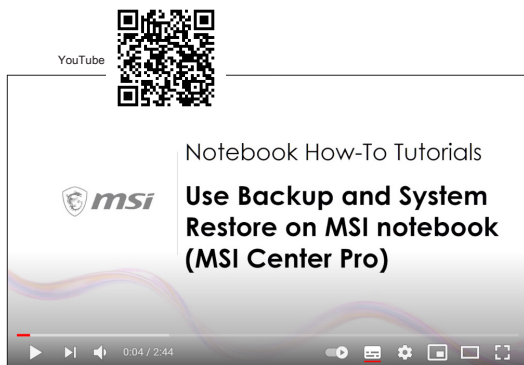 YouTube
Notebook How-To Tutorials
msi
Use Backup and System
Restore on MSI notebook
(MSI Center Pro)
0:04 / 2:44